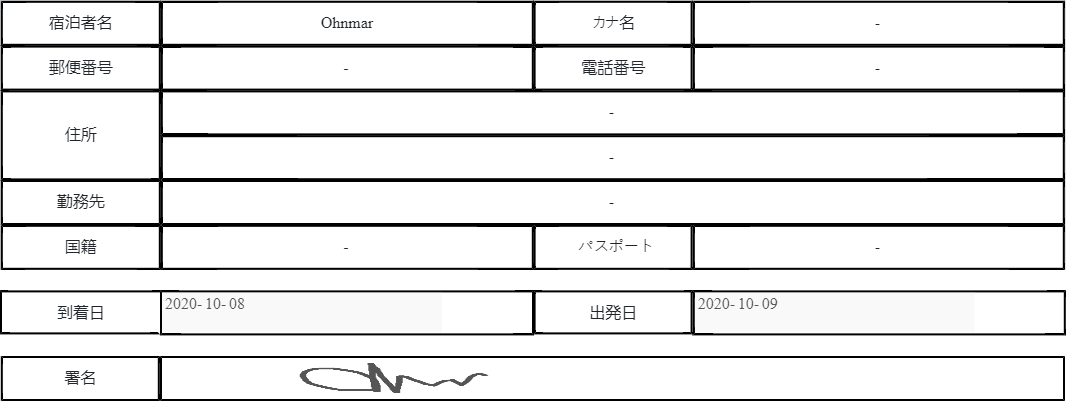 宿泊者名 Ohnmar カナ名 -
郵便番号 - 電話番号 -
住所 -
-
勤務先 -
国籍 - パスポート -
到着日 2020-10-08 出発日 2020-10-09
署名